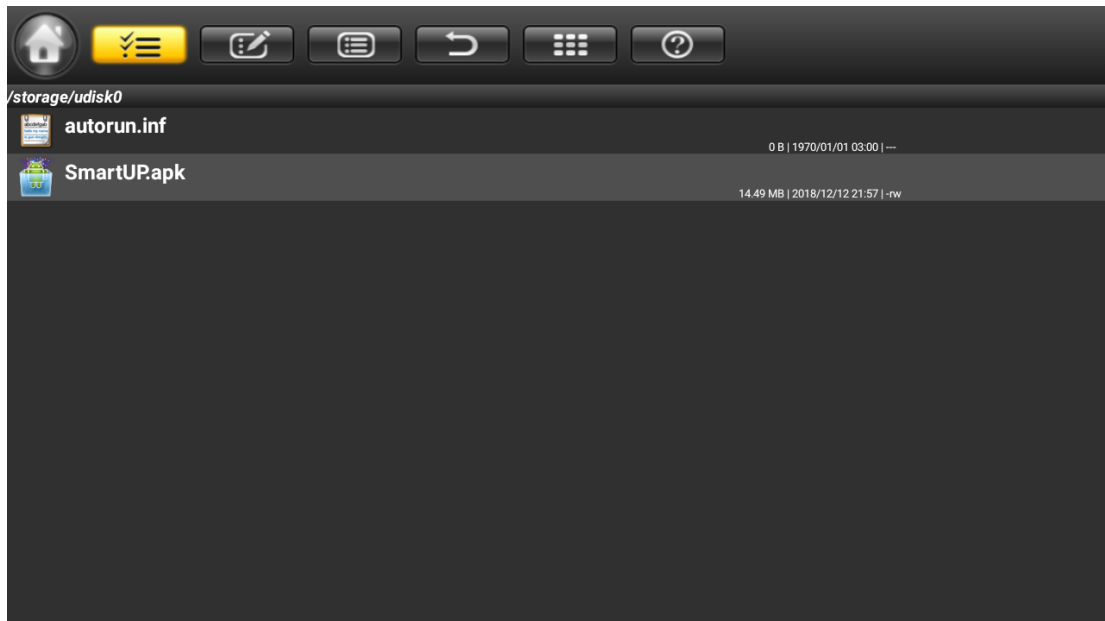 /storage/udisk0
autorun.inf
0 B | 1970/01/01 03:00 | ---
SmartUP.apk
14.49 MB | 2018/12/12 21:57 | -rw